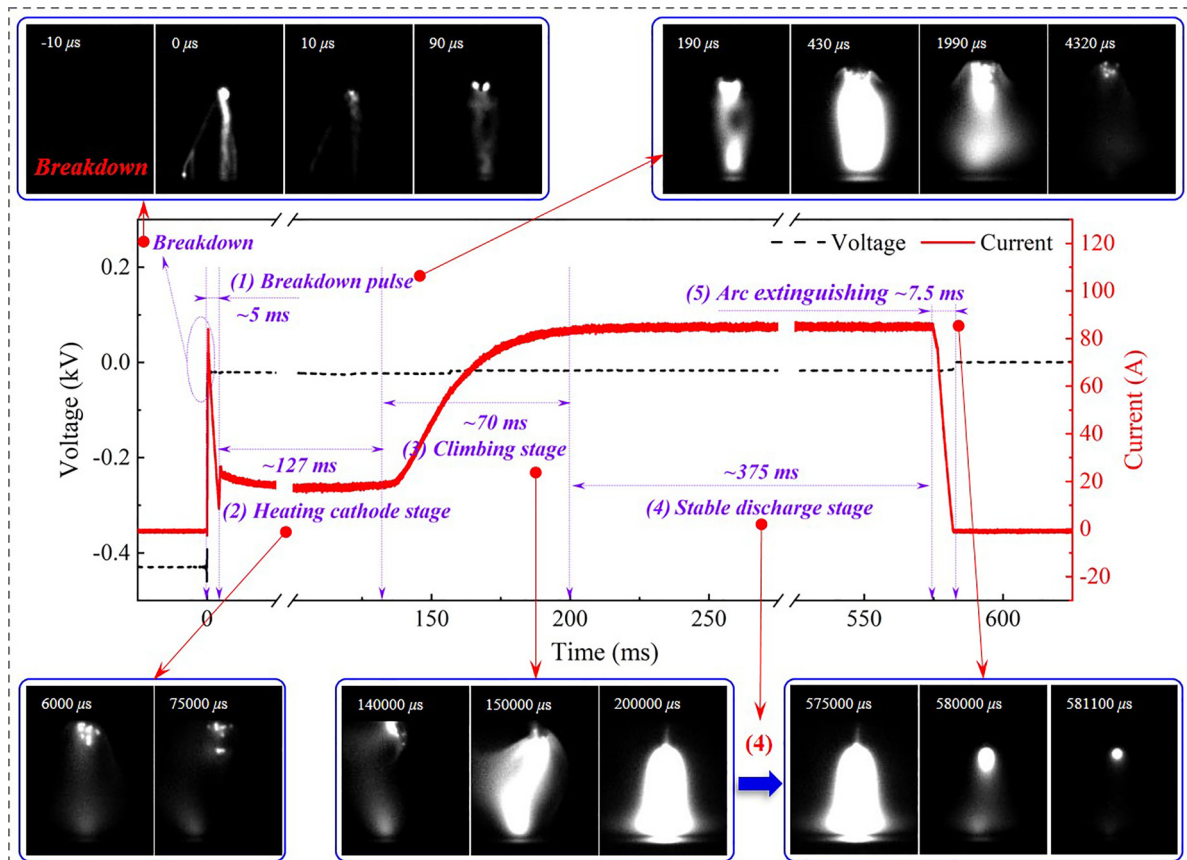 -10 μs
0 μs
10 μs
90 μs
Breakdown
190 μs
430 μs
1990 μs
4320 μs
Breakdown
Voltage
Current
(1) Breakdown pulse
~5 ms
(5) Arc extinguishing ~7.5 ms
~70 ms
(3) Climbing stage
~127 ms
(2) Heating cathode stage
~375 ms
(4) Stable discharge stage
0.2
0.0
-0.2
-0.4
Voltage (kV)
120
100
80
60
40
20
0
-20
Current (A)
0
150
200
250
550
600
Time (ms)
6000 μs
75000 μs
140000 μs
150000 μs
200000 μs
(4)
575000 μs
580000 μs
581100 μs